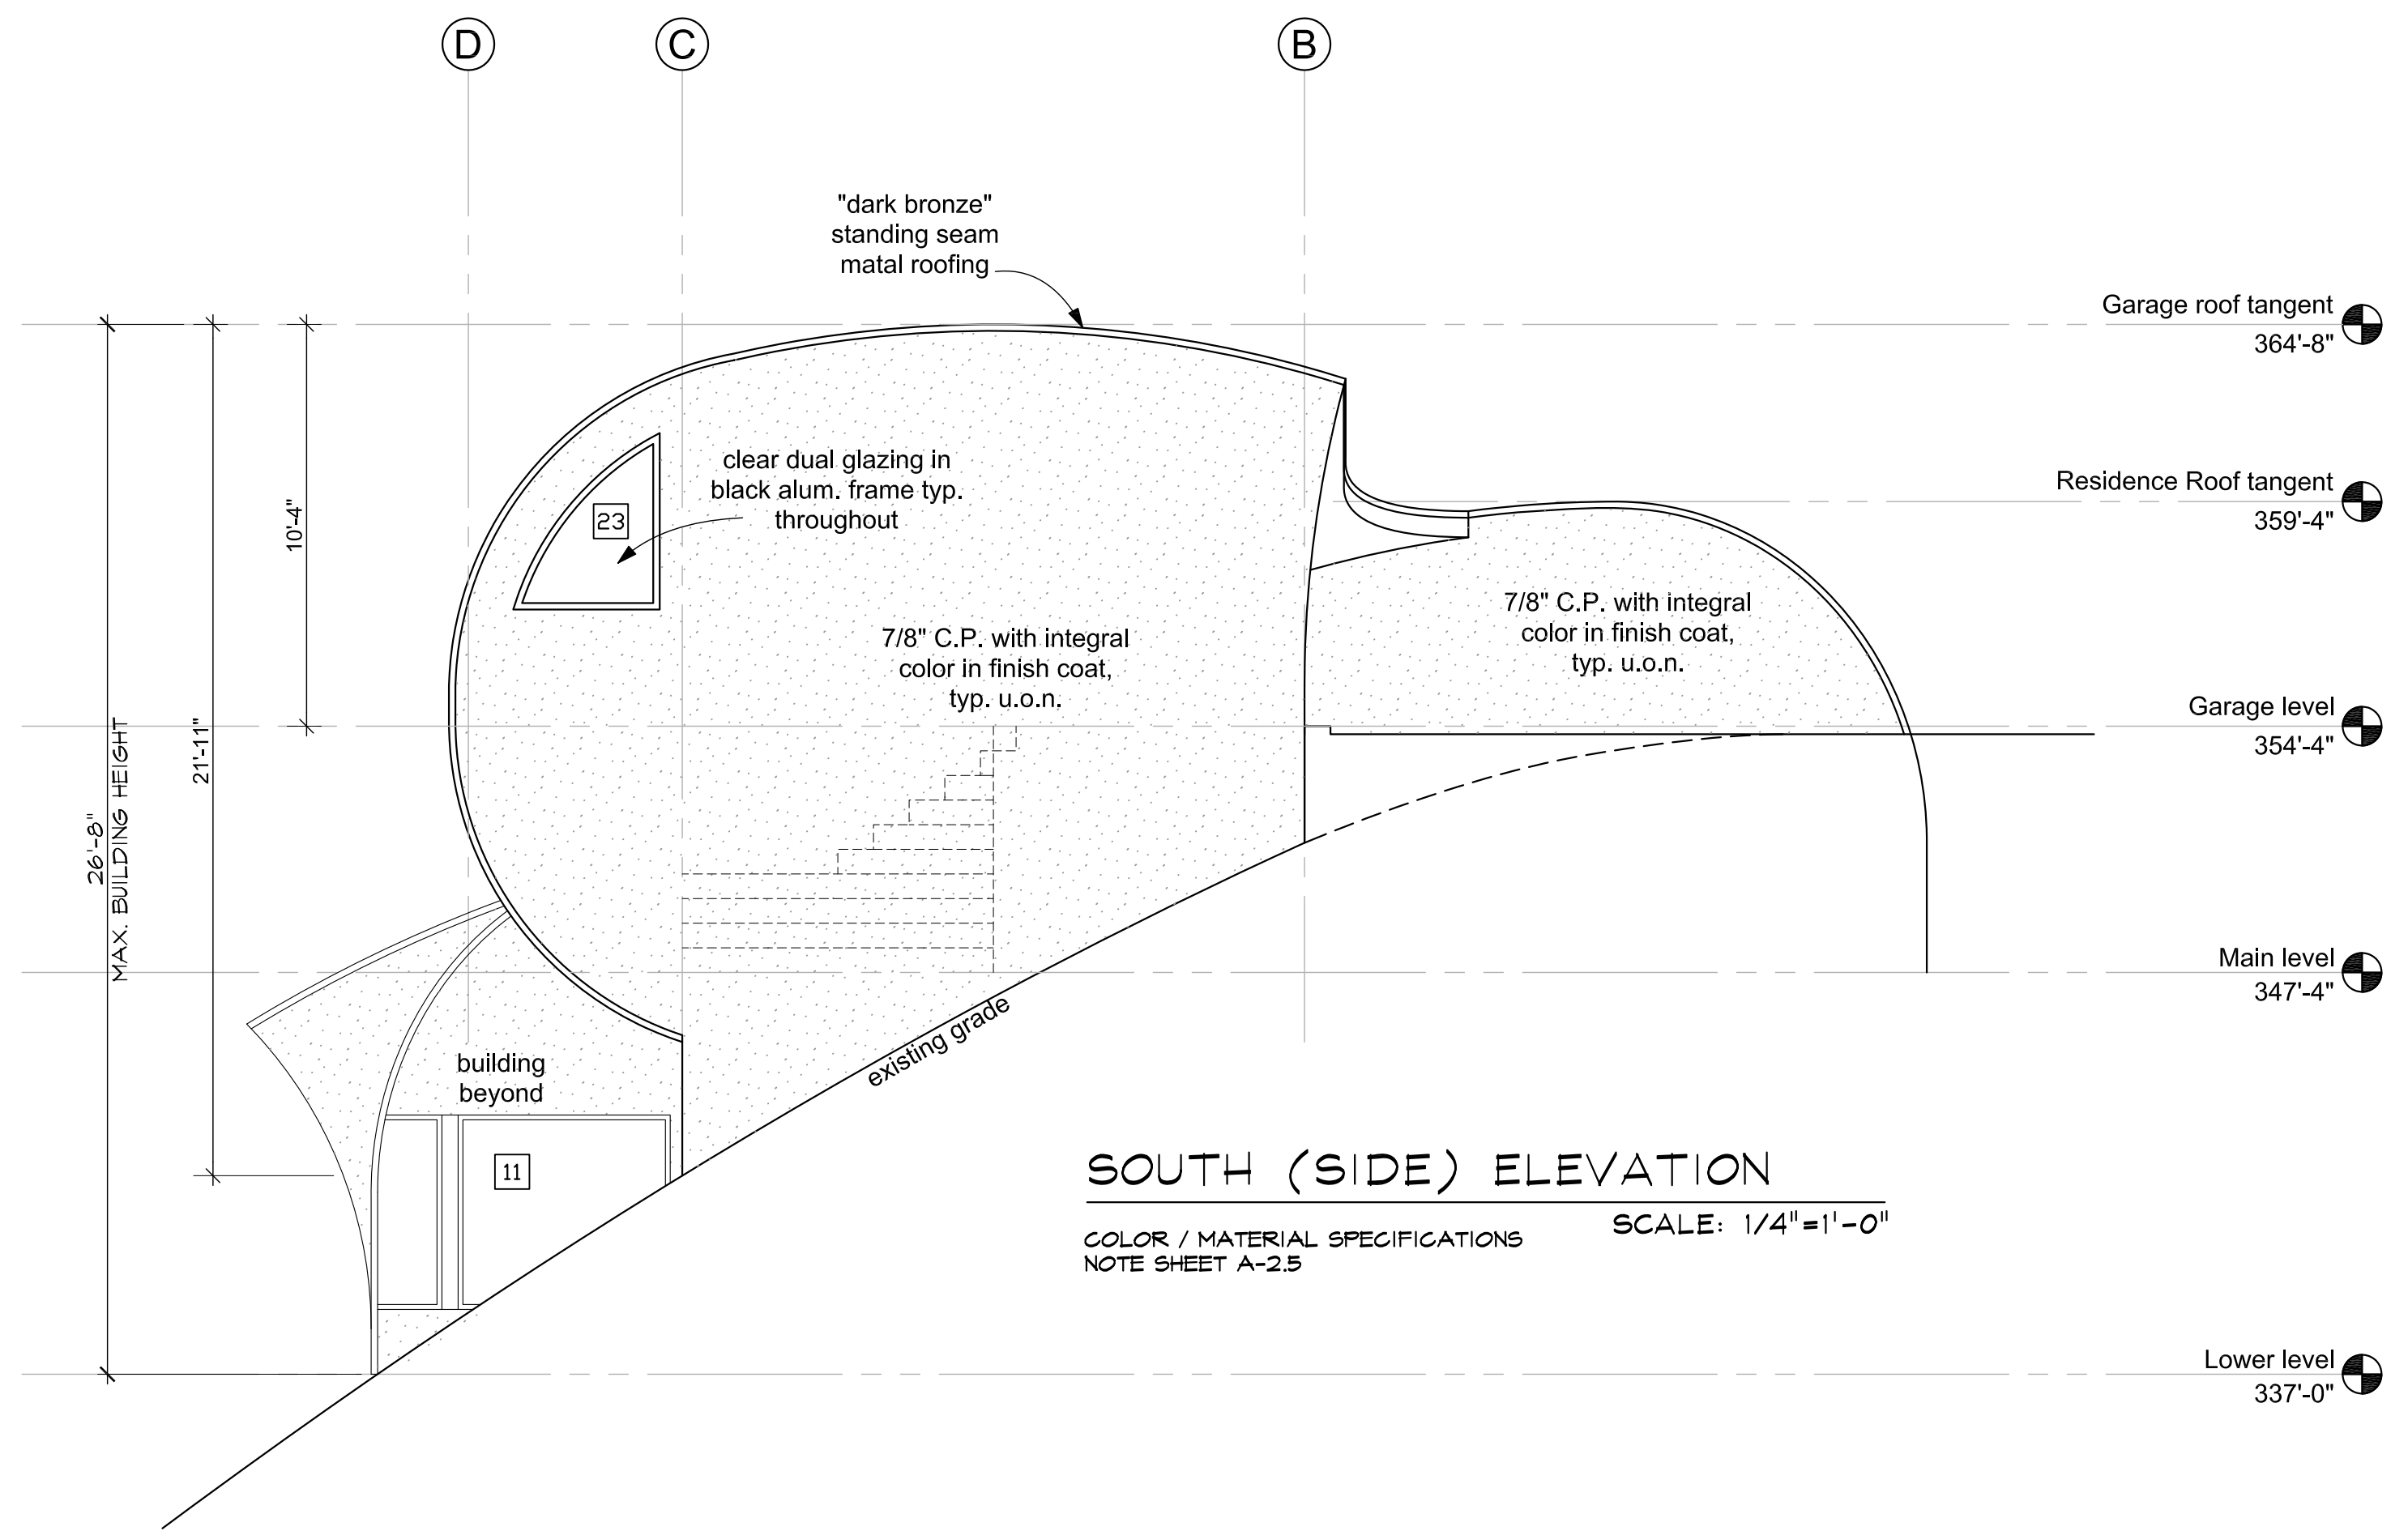 D
C
B
"dark bronze"
standing seam
matal roofing
Garage roof tangent
364'-8"
clear dual glazing in
black alum. frame typ.
throughout
23
Residence Roof tangent
359'-4"
10'-4"
7/8" C.P. with integral
color in finish coat,
typ. u.o.n.
7/8" C.P. with integral
color in finish coat,
typ. u.o.n.
Garage level
354'-4"
21'-11"
26'-8"
MAX. BUILDING HEIGHT
Main level
347'-4"
existing grade
building
beyond
11
SOUTH (SIDE) ELEVATION
SCALE: 1/4"=1'-0"
COLOR / MATERIAL SPECIFICATIONS
NOTE SHEET A-2.5
Lower level
337'-0"